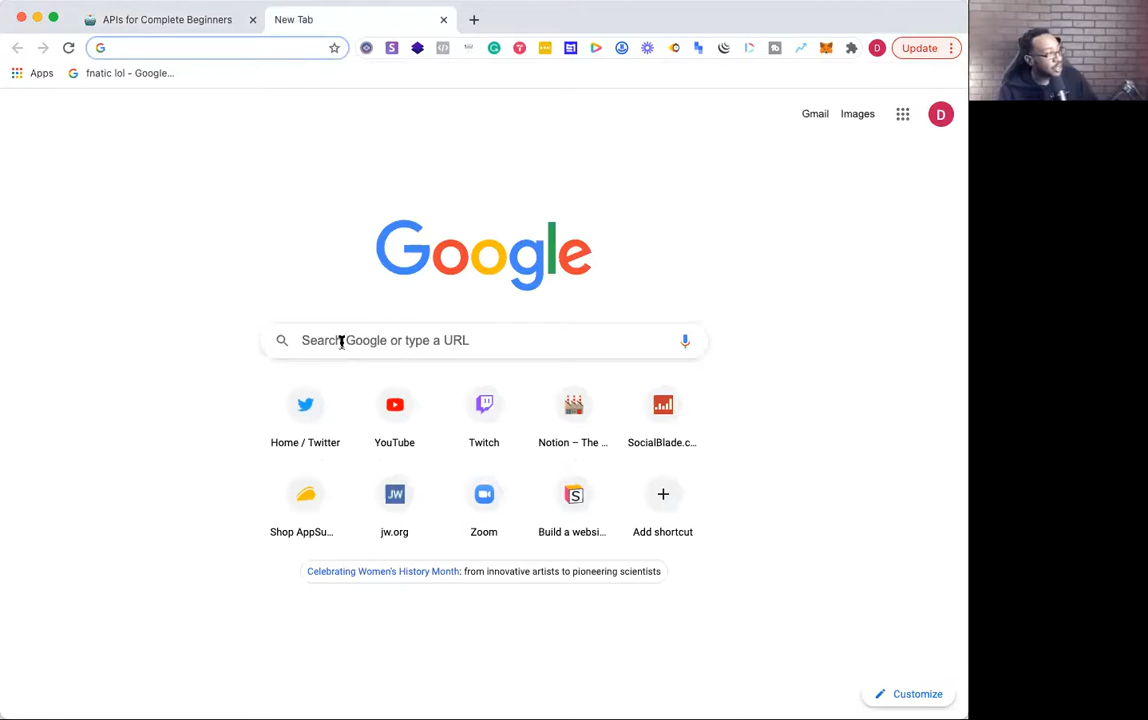 APIs for Complete Beginners
New Tab
Update
Apps
fnatic lol - Google...
Gmail
Images
D
Google
Search Google or type a URL
Home / Twitter
YouTube
Twitch
Notion – The ...
SocialBlade.c...
Shop AppSu...
jw.org
Zoom
Build a websi...
Add shortcut
Celebrating Women's History Month: from innovative artists to pioneering scientists
Customize